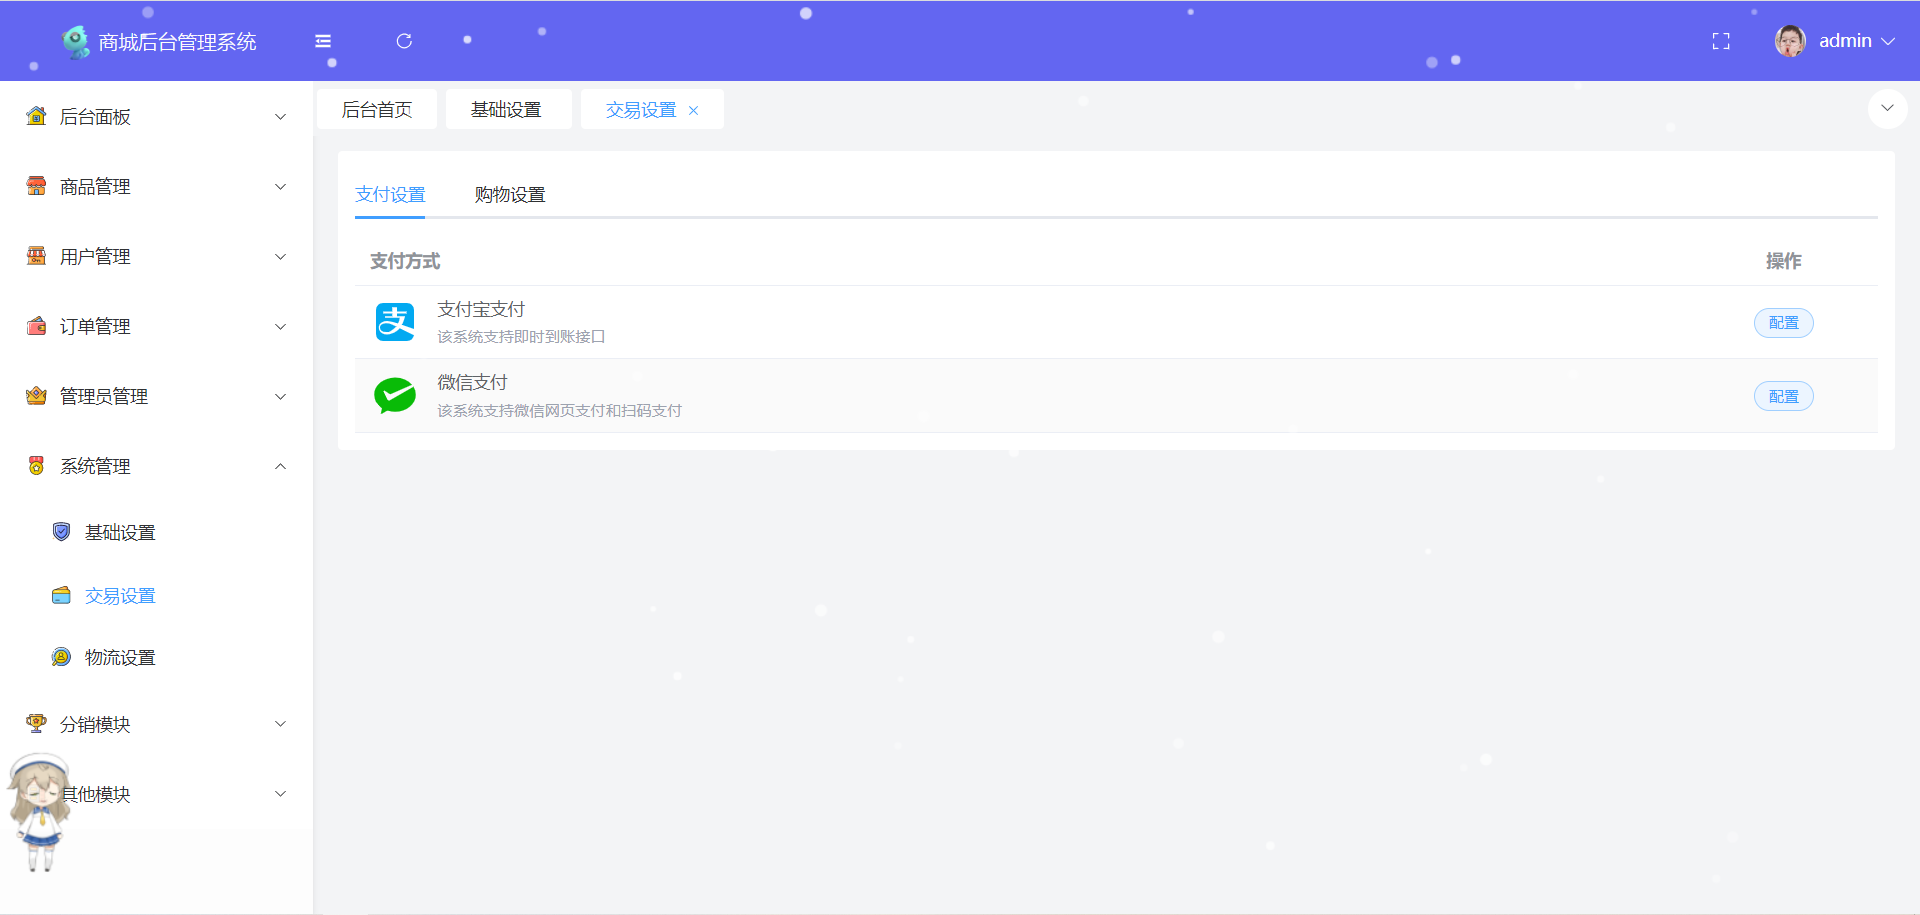 商城后台管理系统
admin
后台面板
商品管理
用户管理
订单管理
管理员管理
系统管理
基础设置
交易设置
物流设置
分销模块
其他模块
后台首页
基础设置
交易设置
支付设置
购物设置
支付方式
操作
支付宝支付
该系统支持即时到账接口
配置
微信支付
该系统支持微信网页支付和扫码支付
配置